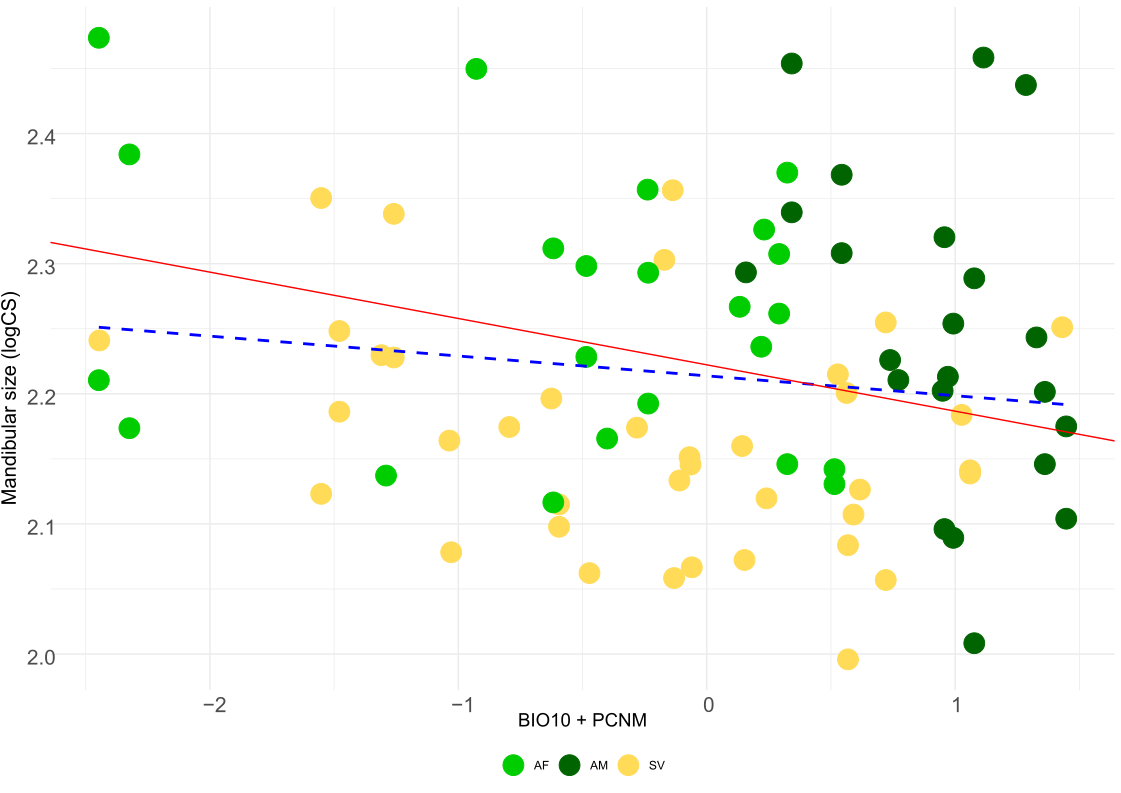 Mandibular size (logCS)
2.4
2.3
2.2
2.1
2.0
−2 −1 0 1
BIO10 + PCNM
AF AM SV